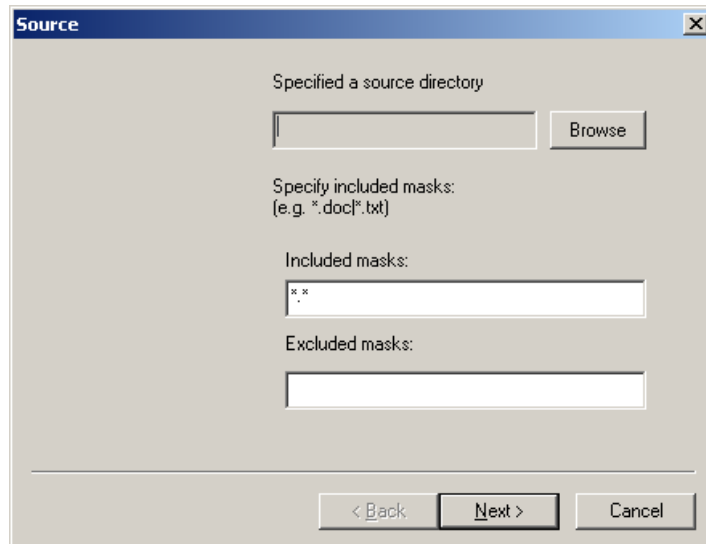 Source
Specified a source directory
Browse
Specify included masks:
(e.g. *.doc|*.txt)
Included masks:
*.*
Excluded masks:
< Back
Next >
Cancel